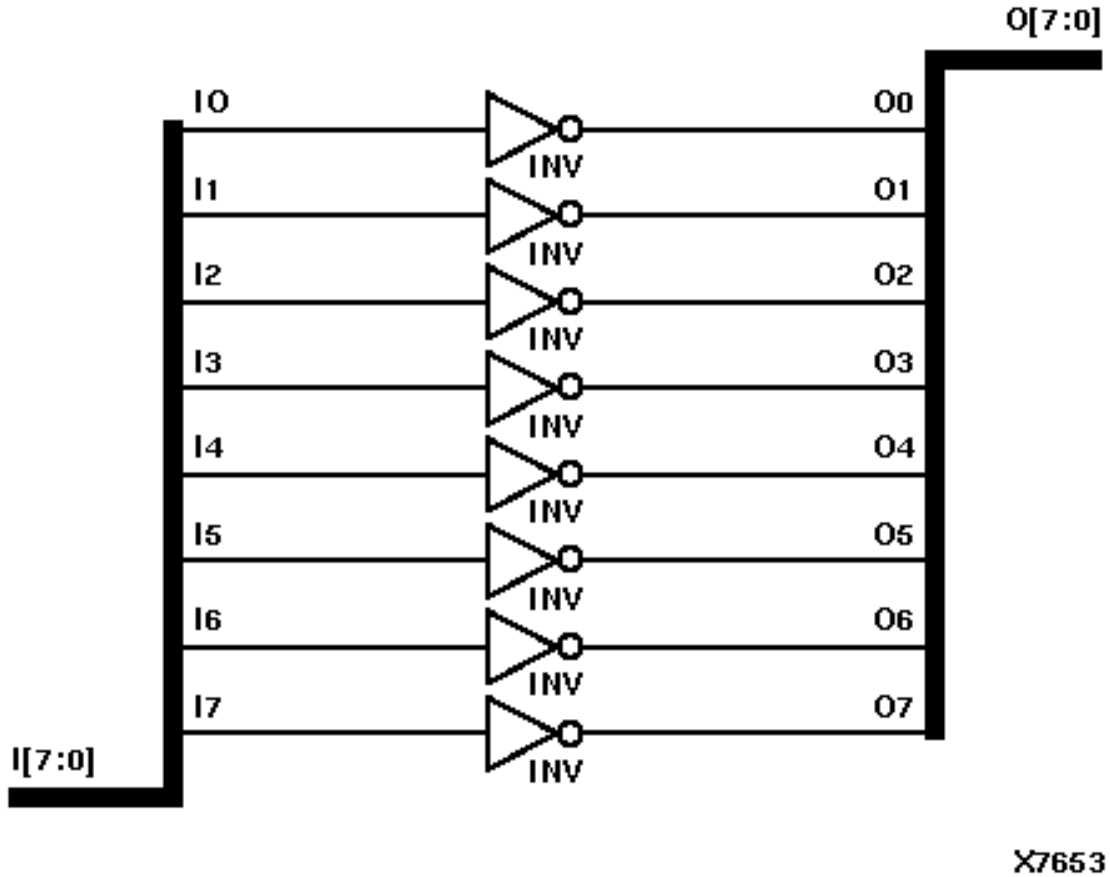 O[7:0]
I0 O0
INV
I1 O1
INV
I2 O2
INV
I3 O3
INV
I4 O4
INV
I5 O5
INV
I6 O6
INV
I7 O7
I[7:0] INV
X7653